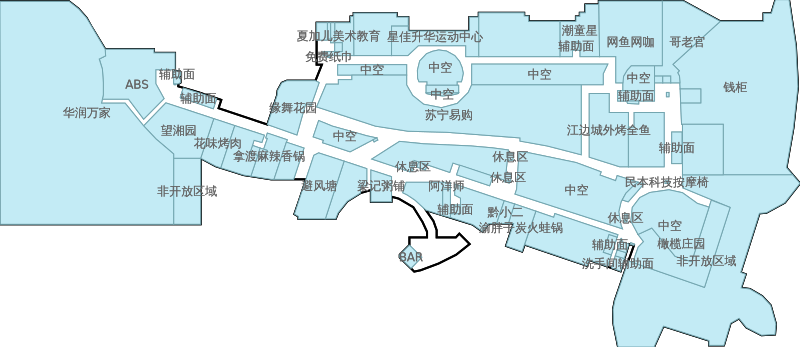 夏加儿美术教育
星佳升华运动中心
潮童星
辅助面
网鱼网咖
哥老官
免费纸巾
中空
中空
中空
中空
辅助面
钱柜
ABS
辅助面
辅助面
中空
华润万家
缘舞花园
苏宁易购
望湘园
花味烤肉
中空
江边城外烤全鱼
辅助面
拿渡麻辣香锅
休息区
休息区
休息区
非开放区域
避风塘
梁记粥铺
阿洋师
中空
民本科技按摩椅
辅助面
黔小二
渝胖子炭火蛙锅
休息区
中空
辅助面
橄榄庄园
BAR
洗手间
辅助面
非开放区域